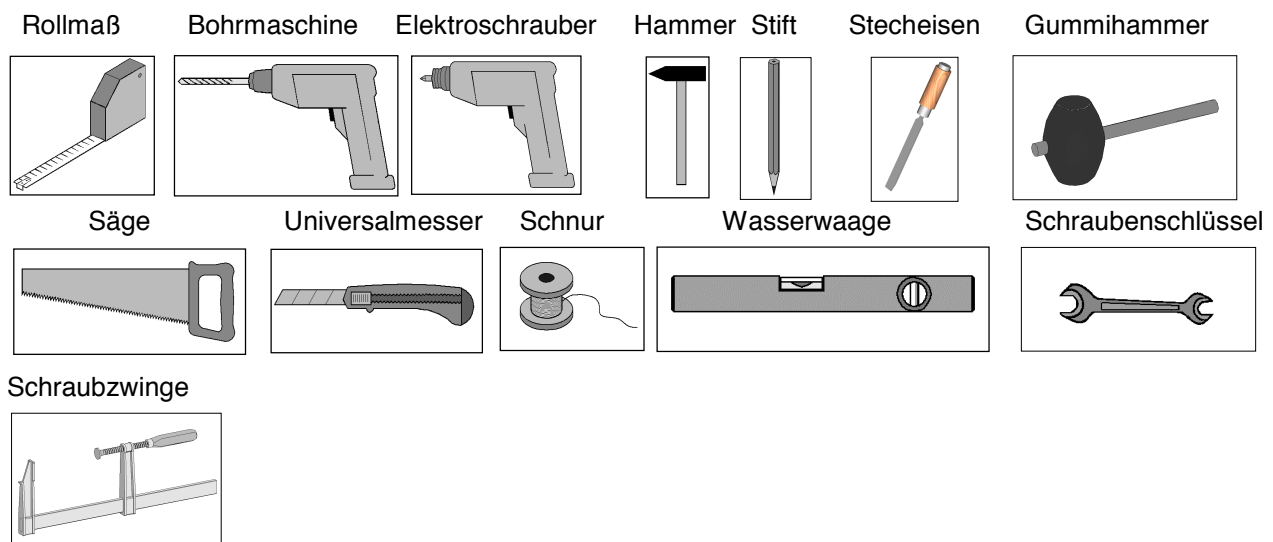 Rollmaß Bohrmaschine Elektroschrauber Hammer Stift Stecheisen Gummihammer
Säge Universalmesser Schnur Wasserwaage Schraubenschlüssel
Schraubzwinge